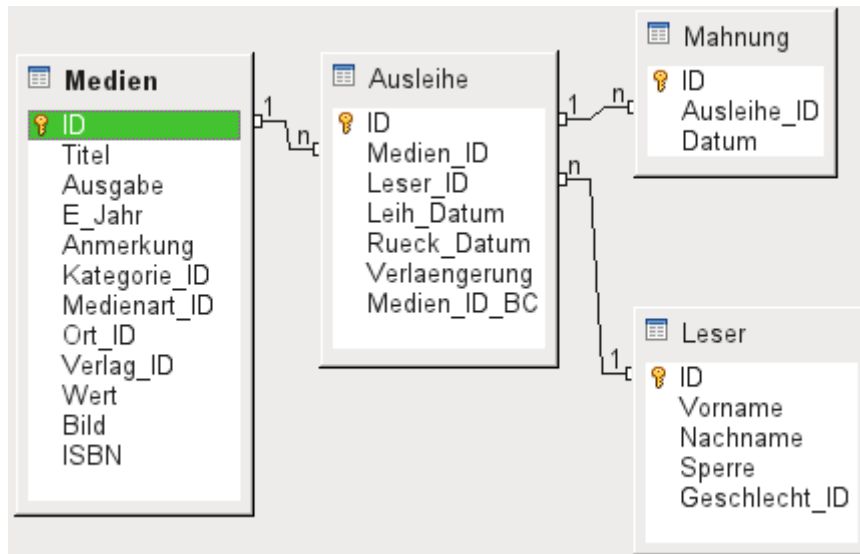 Medien
ID
Titel
Ausgabe
E_Jahr
Anmerkung
Kategorie_ID
Medienart_ID
Ort_ID
Verlag_ID
Wert
Bild
ISBN
1
n
Ausleihe
ID
Medien_ID
Leser_ID
Leih_Datum
Rueck_Datum
Verlaengerung
Medien_ID_BC
1
n
n
1
Mahnung
ID
Ausleihe_ID
Datum
Leser
ID
Vorname
Nachname
Sperre
Geschlecht_ID